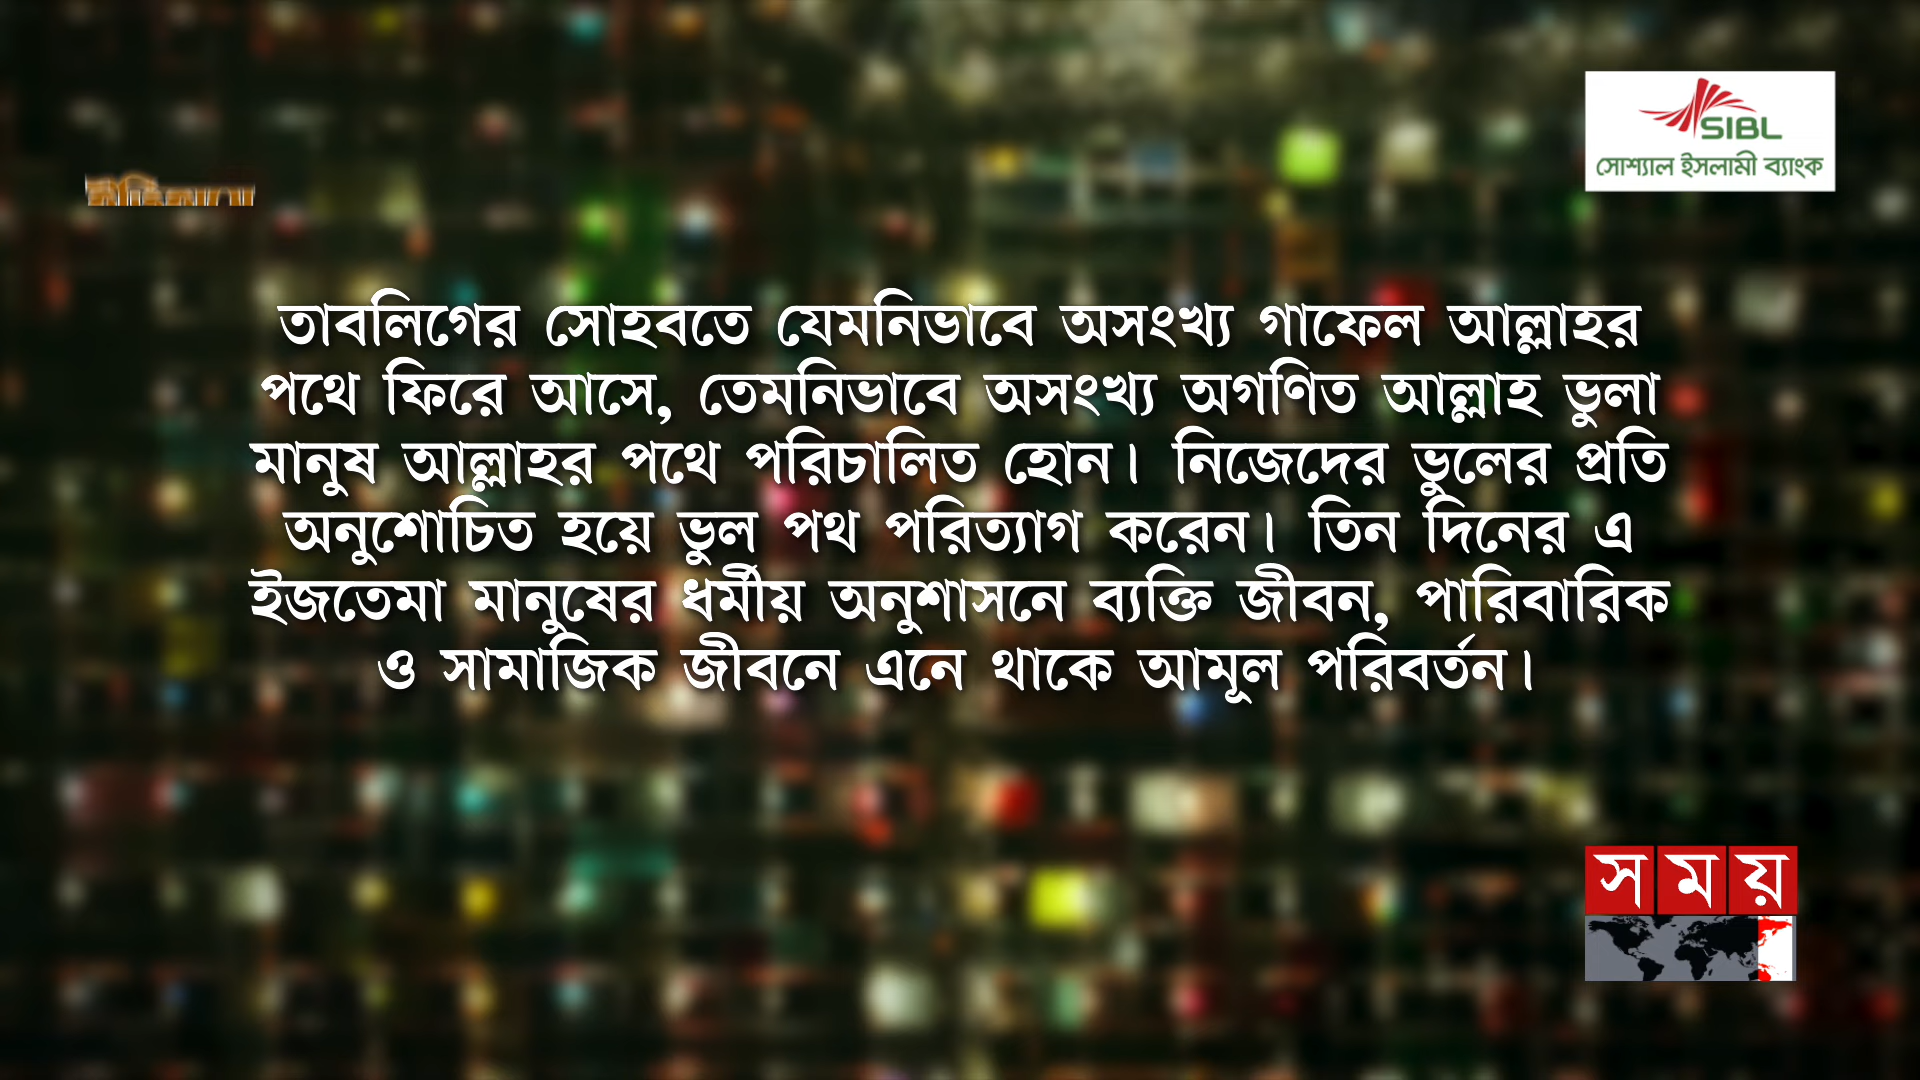 SIBL
সোশ্যাল ইসলামী ব্যাংক
তাবলিগের সোহবতে যেমনিভাবে অসংখ্য গাফেল আল্লাহর
পথে ফিরে আসে, তেমনিভাবে অসংখ্য অগণিত আল্লাহ ভুলা
মানুষ আল্লাহর পথে পরিচালিত হোন। নিজেদের ভুলের প্রতি
অনুশোচিত হয়ে ভুল পথ পরিত্যাগ করেন। তিন দিনের এ
ইজতেমা মানুষের ধর্মীয় অনুশাসনে ব্যক্তি জীবন, পারিবারিক
ও সামাজিক জীবনে এনে থাকে আমূল পরিবর্তন।
সময়